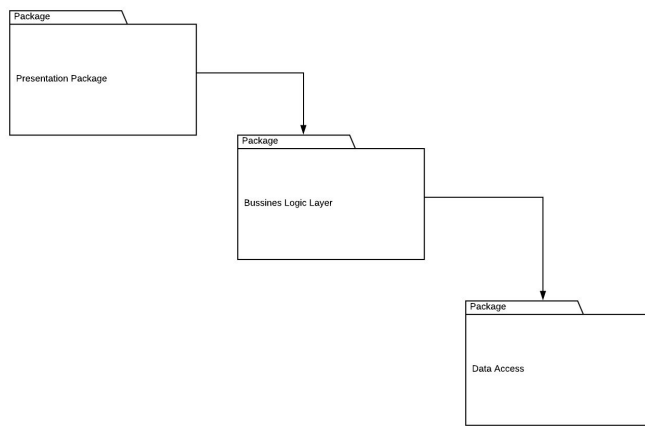 Package
Presentation Package
Package
Bussines Logic Layer
Package
Data Access